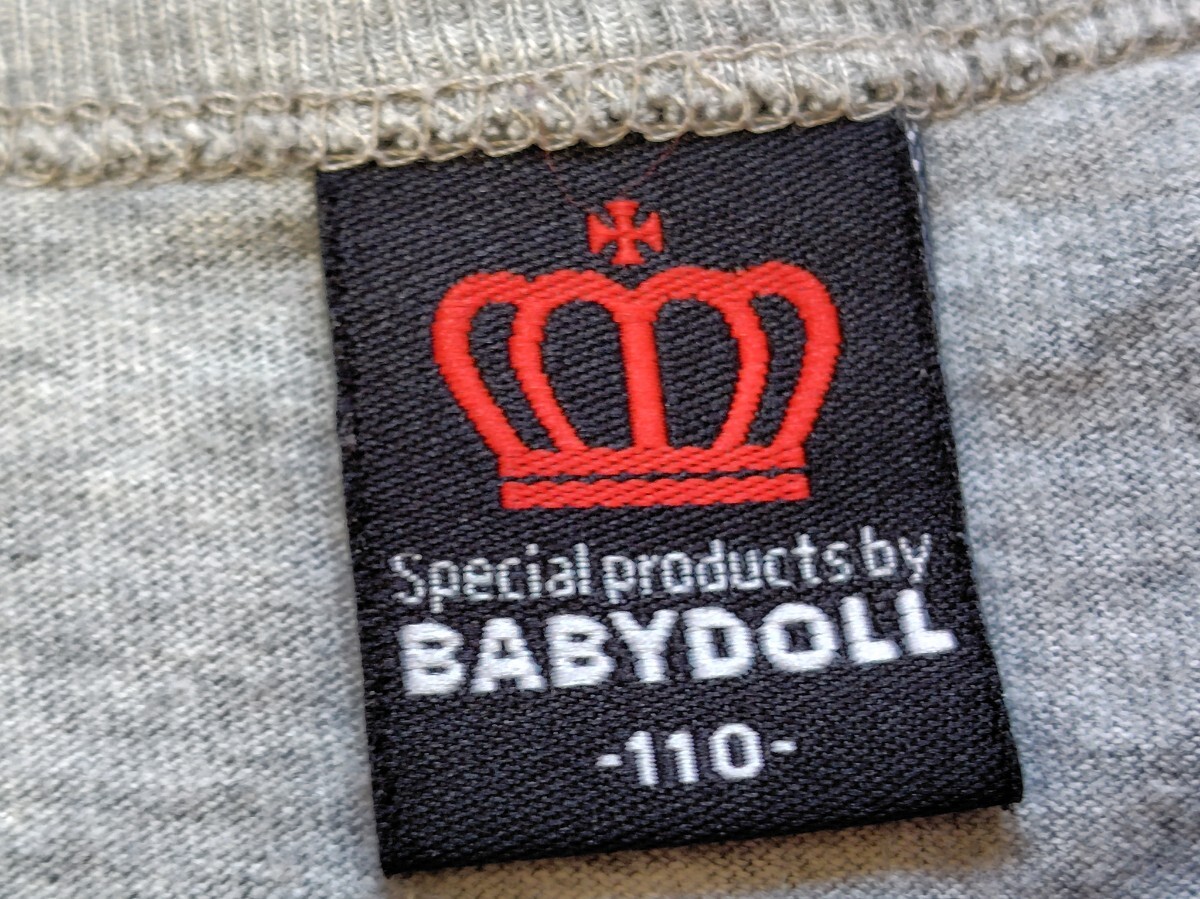 Special products by
BABYDOLL
-110-